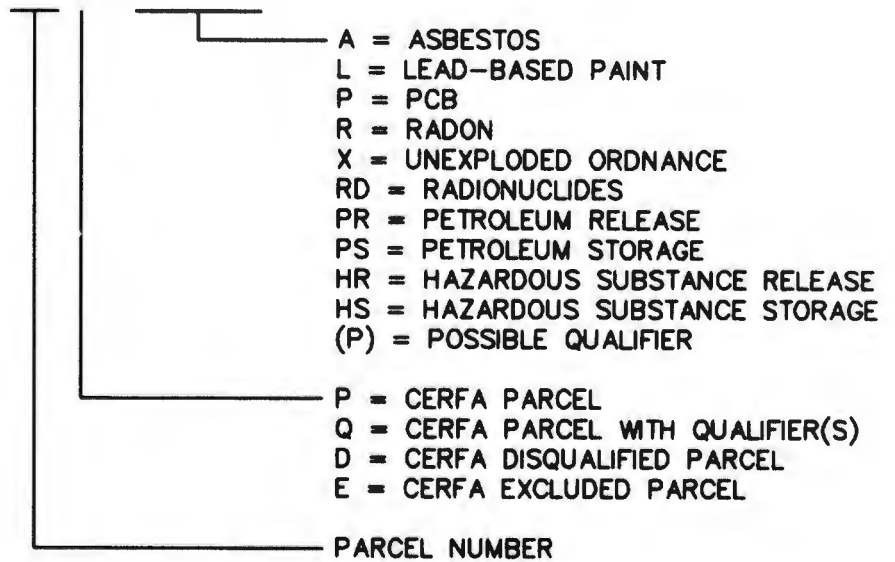 A = ASBESTOS
L = LEAD-BASED PAINT
P = PCB
R = RADON
X = UNEXPLODED ORDNANCE
RD = RADIONUCLIDES
PR = PETROLEUM RELEASE
PS = PETROLEUM STORAGE
HR = HAZARDOUS SUBSTANCE RELEASE
HS = HAZARDOUS SUBSTANCE STORAGE
(P) = POSSIBLE QUALIFIER
P = CERFA PARCEL
Q = CERFA PARCEL WITH QUALIFIER(S)
D = CERFA DISQUALIFIED PARCEL
E = CERFA EXCLUDED PARCEL
PARCEL NUMBER